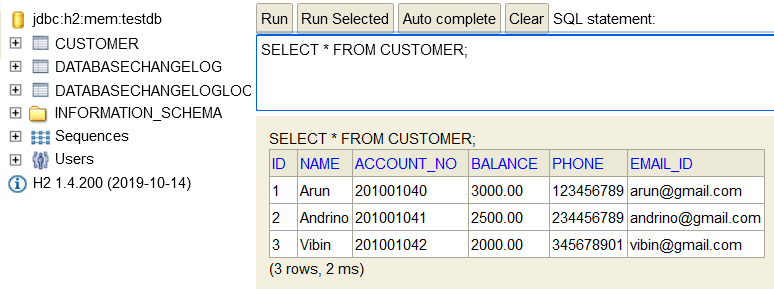 jdbc:h2:mem:testdb
CUSTOMER
DATABASECHANGELOG
DATABASECHANGELOGLOC
INFORMATION_SCHEMA
Sequences
Users
H2 1.4.200 (2019-10-14)
Run Run Selected Auto complete Clear SQL statement:
SELECT * FROM CUSTOMER;
SELECT * FROM CUSTOMER;
ID NAME ACCOUNT_NO BALANCE PHONE EMAIL_ID
1 Arun 201001040 3000.00 123456789 arun@gmail.com
2 Andrino 201001041 2500.00 234456789 andrino@gmail.com
3 Vibin 201001042 2000.00 345678901 vibin@gmail.com
(3 rows, 2 ms)